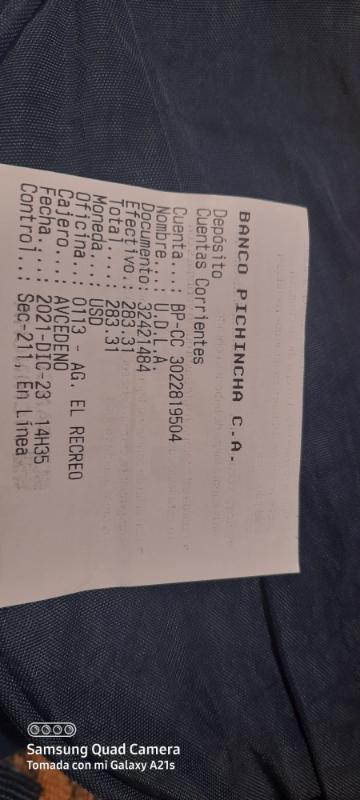 BANCO PICHINCHA C.A.
Depósito
Cuentas Corrientes
Cuenta...: BP-CC 3022819504
Nombre...: U.D.L.A.
Documento: 32421484
Efectivo.: 283.31
Total....: 283.31
Moneda...: USD
Oficina..: 0113 - AG. EL RECREO
Cajero...: AVCEDENO
Fecha....: 2021-DIC-23 14H35
Control..: Sec-211, En Línea
Samsung Quad Camera
Tomada con mi Galaxy A21s